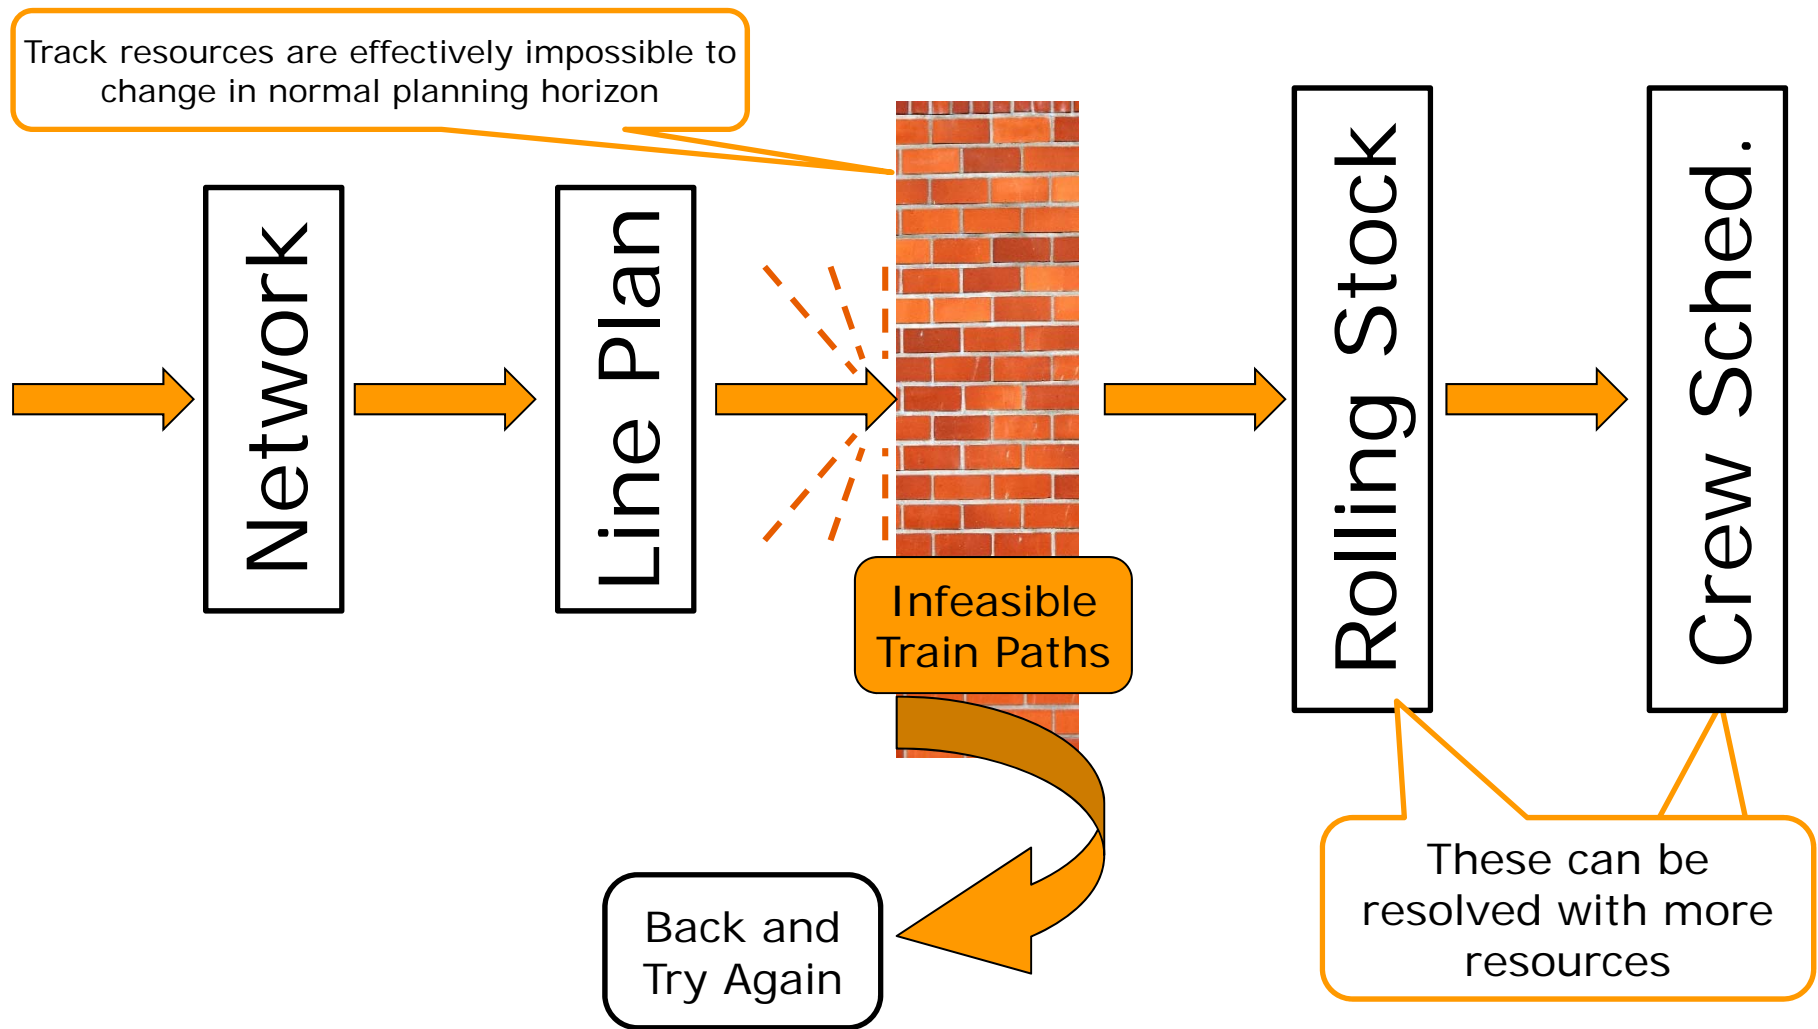 Track resources are effectively impossible to
change in normal planning horizon
Network
Line Plan
Infeasible
Train Paths
Rolling Stock
Crew Sched.
Back and
Try Again
These can be
resolved with more
resources